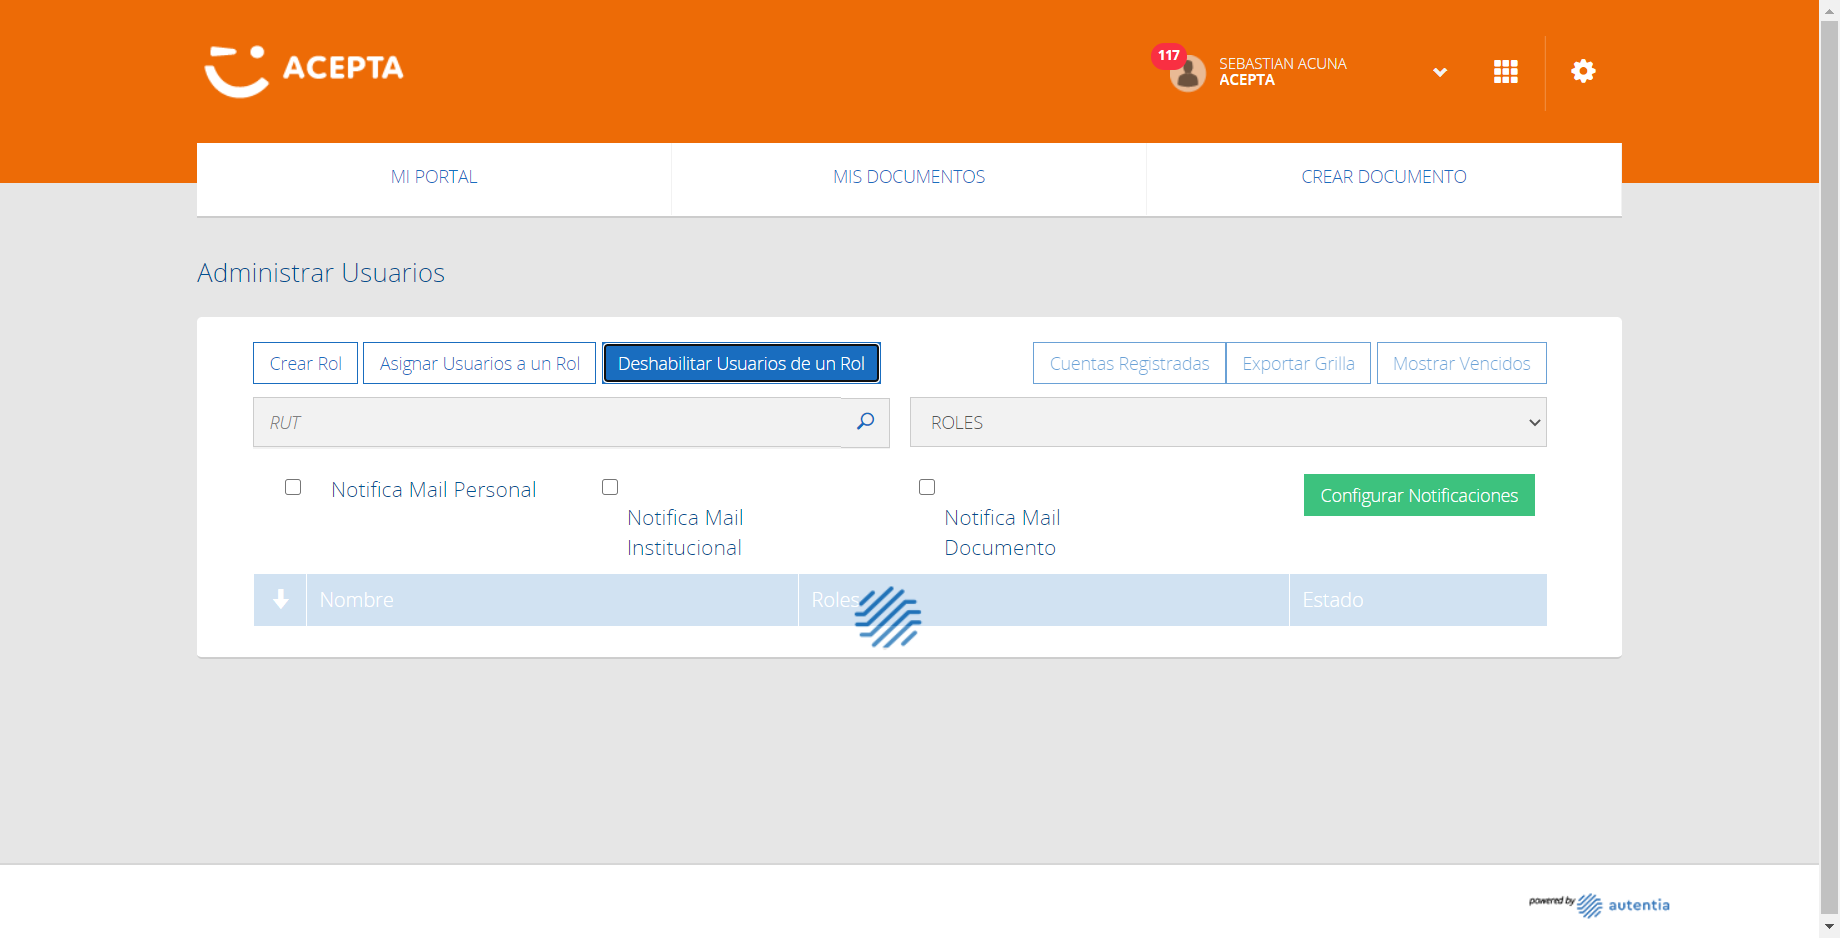 ACEPTA
117
SEBASTIAN ACUNA
ACEPTA
MI PORTAL
MIS DOCUMENTOS
CREAR DOCUMENTO
Administrar Usuarios
Crear Rol
Asignar Usuarios a un Rol
Deshabilitar Usuarios de un Rol
Cuentas Registradas
Exportar Grilla
Mostrar Vencidos
RUT
ROLES
Notifica Mail Personal
Notifica Mail
Institucional
Notifica Mail
Documento
Configurar Notificaciones
Nombre
Roles
Estado
powered by
autentia